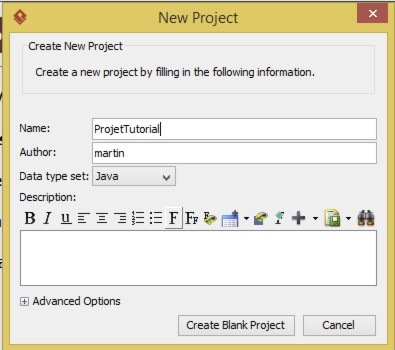 New Project
Create New Project
Create a new project by filling in the following information.
Name: ProjetTutorial
Author: martin
Data type set: Java
Description:
B I u F FF
Advanced Options
Create Blank Project Cancel